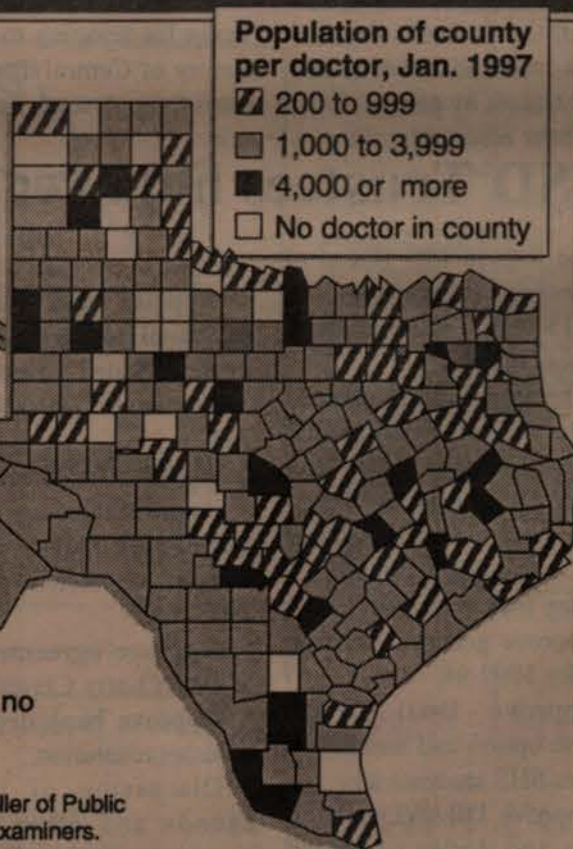 Population of county
per doctor, Jan. 1997
200 to 999
1,000 to 3,999
4,000 or more
No doctor in county
no
ller of Public
xaminers.